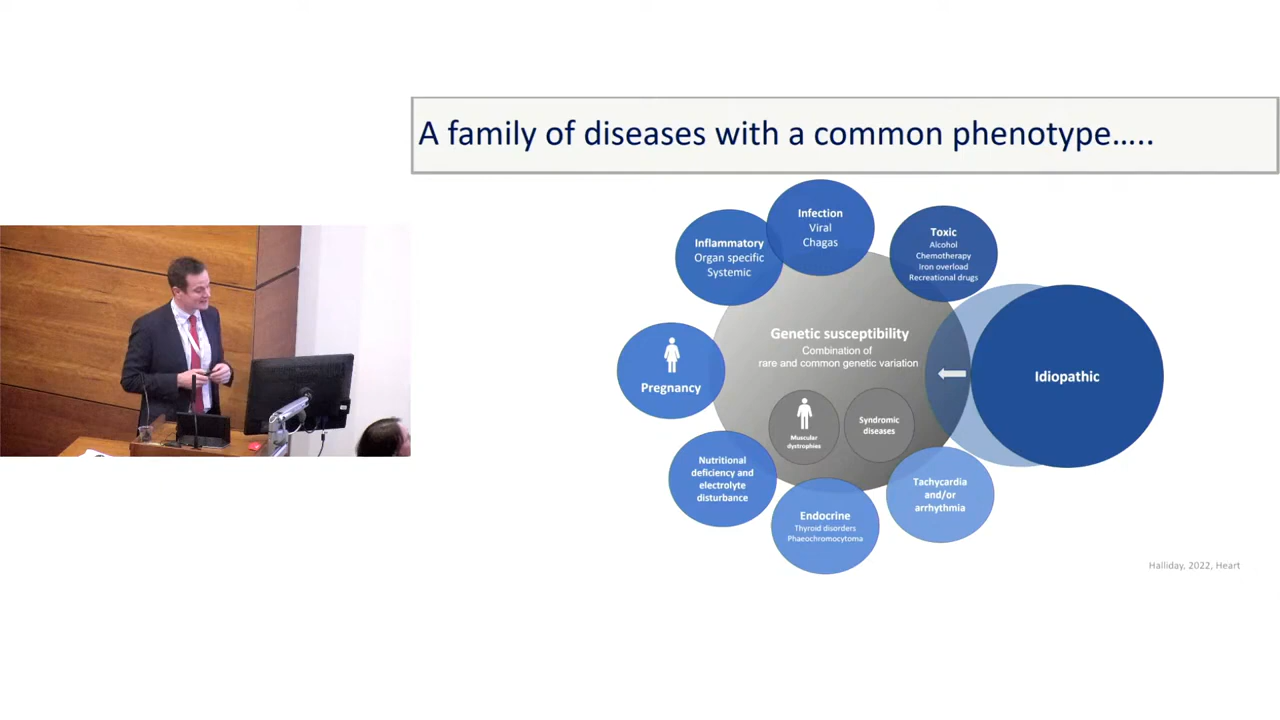 A family of diseases with a common phenotype…..
Infection
Viral
Chagas
Inflammatory
Organ specific
Systemic
Toxic
Alcohol
Chemotherapy
Iron overload
Recreational drugs
Genetic susceptibility
Combination of
rare and common genetic variation
Idiopathic
Pregnancy
Muscular
dystrophies
Syndromic
diseases
Nutritional
deficiency and
electrolyte
disturbance
Endocrine
Thyroid disorders
Phaeochromocytoma
Tachycardia
and/or
arrhythmia
Halliday, 2022, Heart